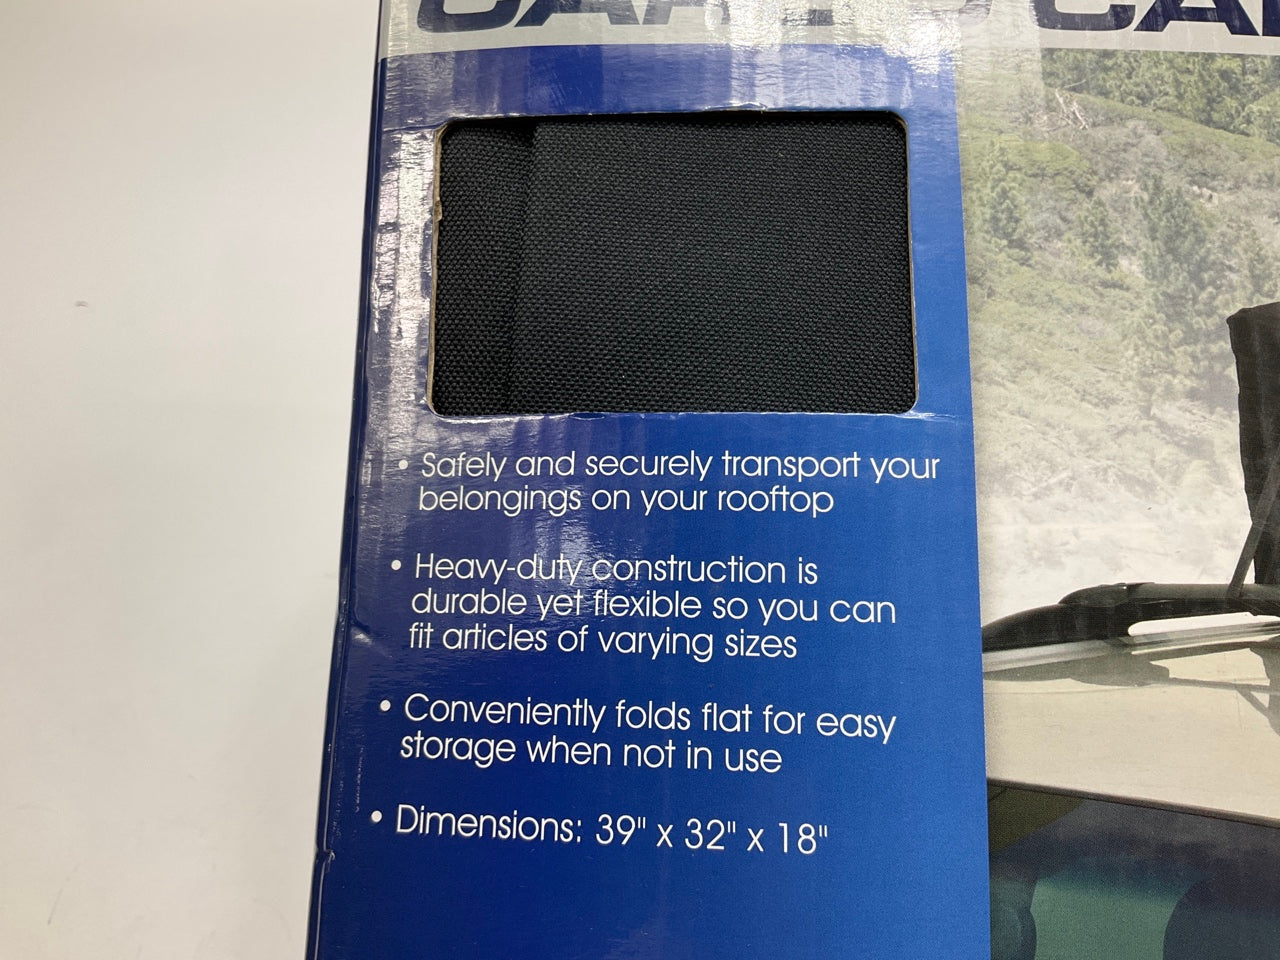 • Safely and securely transport your
belongings on your rooftop
• Heavy-duty construction is
durable yet flexible so you can
fit articles of varying sizes
• Conveniently folds flat for easy
storage when not in use
• Dimensions: 39" x 32" x 18"